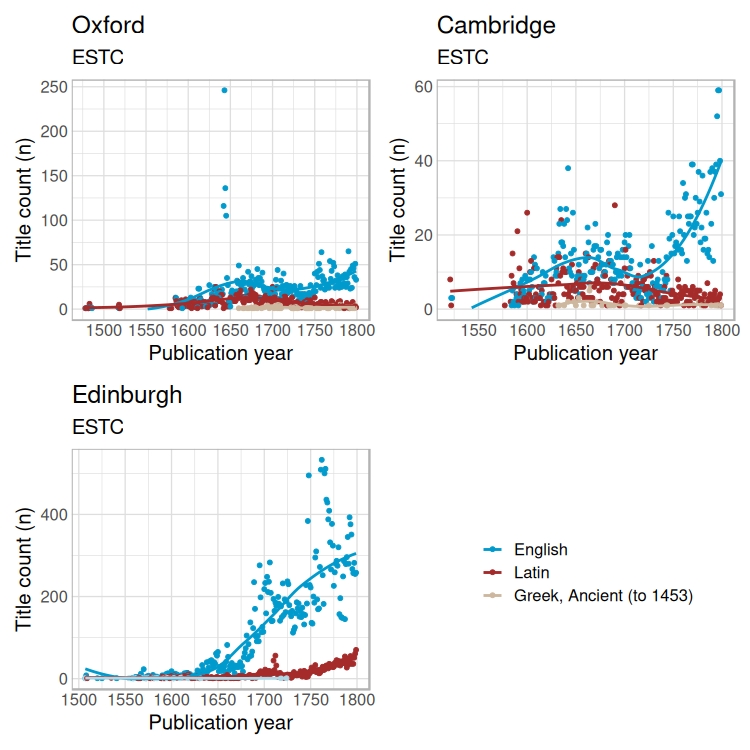 Oxford
ESTC
Title count (n)
250
200
150
100
50
0
1500 1550 1600 1650 1700 1750 1800
Publication year
Cambridge
ESTC
Title count (n)
60
40
20
0
1550 1600 1650 1700 1750 1800
Publication year
Edinburgh
ESTC
Title count (n)
400
200
0
1500 1550 1600 1650 1700 1750 1800
Publication year
English
Latin
Greek, Ancient (to 1453)